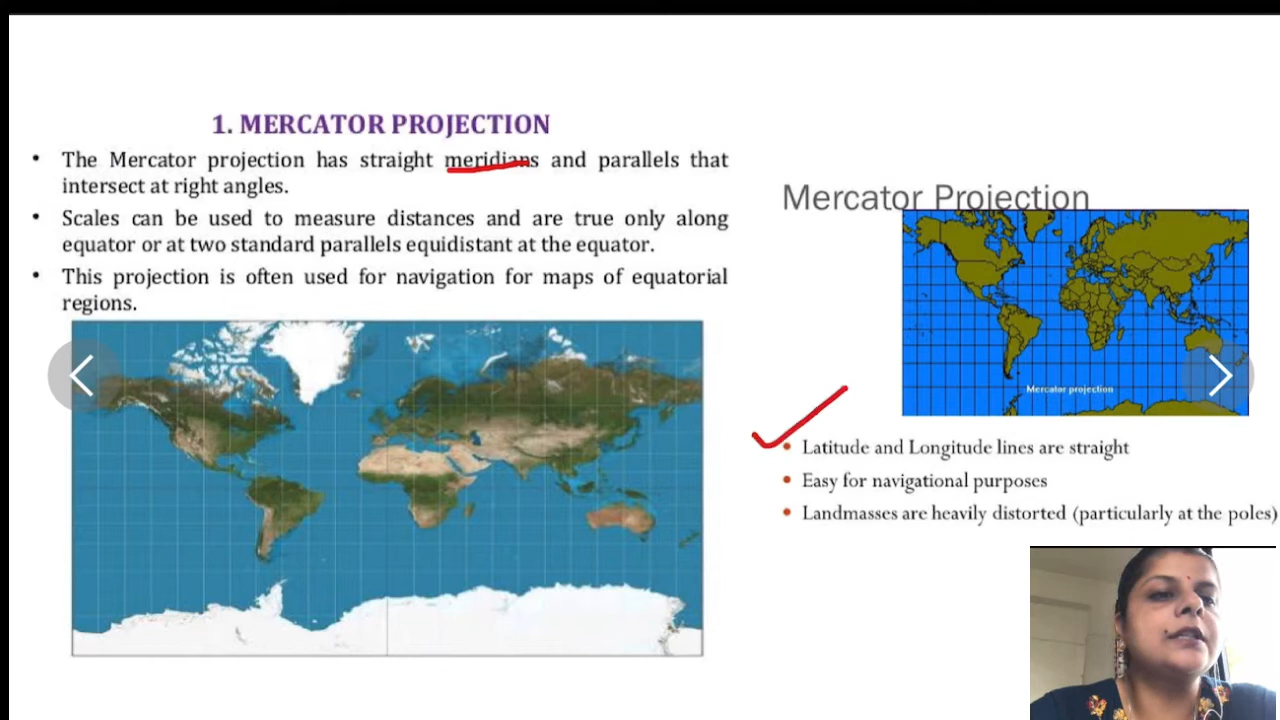 1. MERCATOR PROJECTION
• The Mercator projection has straight meridians and parallels that
intersect at right angles.
• Scales can be used to measure distances and are true only along
equator or at two standard parallels equidistant at the equator.
• This projection is often used for navigation for maps of equatorial
regions.
Mercator Projection
Mercator projection
• Latitude and Longitude lines are straight
• Easy for navigational purposes
• Landmasses are heavily distorted (particularly at the poles)